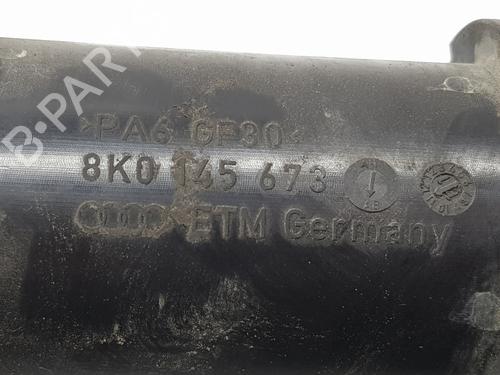 B-PARTS
>PA6 GF30<
8K0 145 673
ETM Germany